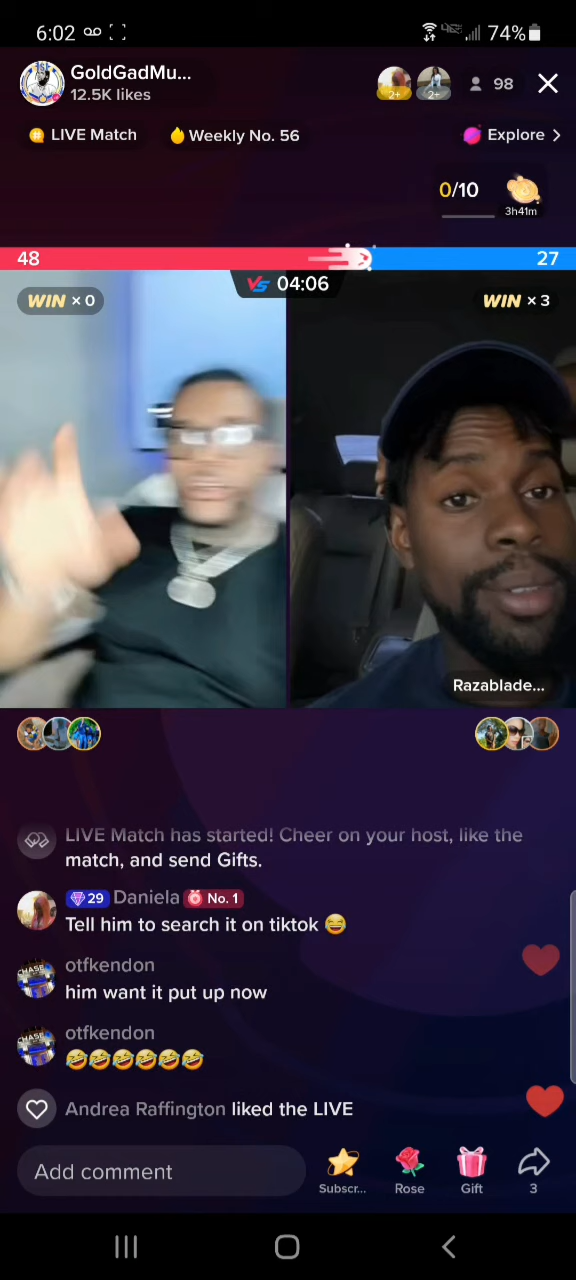 6:02
74%
GoldGadMu...
12.5K likes
2+
2+
98
LIVE Match
Weekly No. 56
Explore
0/10
3h41m
48
27
VS 04:06
WIN x 0
WIN x 3
Razablade...
LIVE Match has started! Cheer on your host, like the
match, and send Gifts.
29 Daniela No. 1
Tell him to search it on tiktok 😂
otfkendon
him want it put up now
otfkendon
🤣🤣🤣🤣🤣🤣
Andrea Raffington liked the LIVE
Add comment
Subscr...
Rose
Gift
3